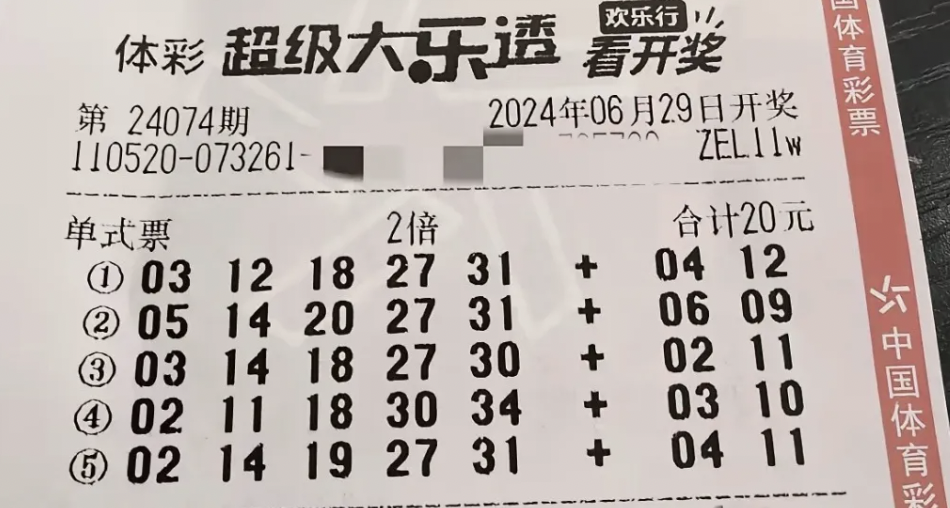 体彩 超级大乐透 欢乐行 看开奖
第 24074期 2024年06月29日开奖
110520-073261- ZEL11w
单式票 2倍 合计20元
① 03 12 18 27 31 + 04 12
② 05 14 20 27 31 + 06 09
③ 03 14 18 27 30 + 02 11
④ 02 11 18 30 34 + 03 10
⑤ 02 14 19 27 31 + 04 11
国体育彩票
中国体育彩